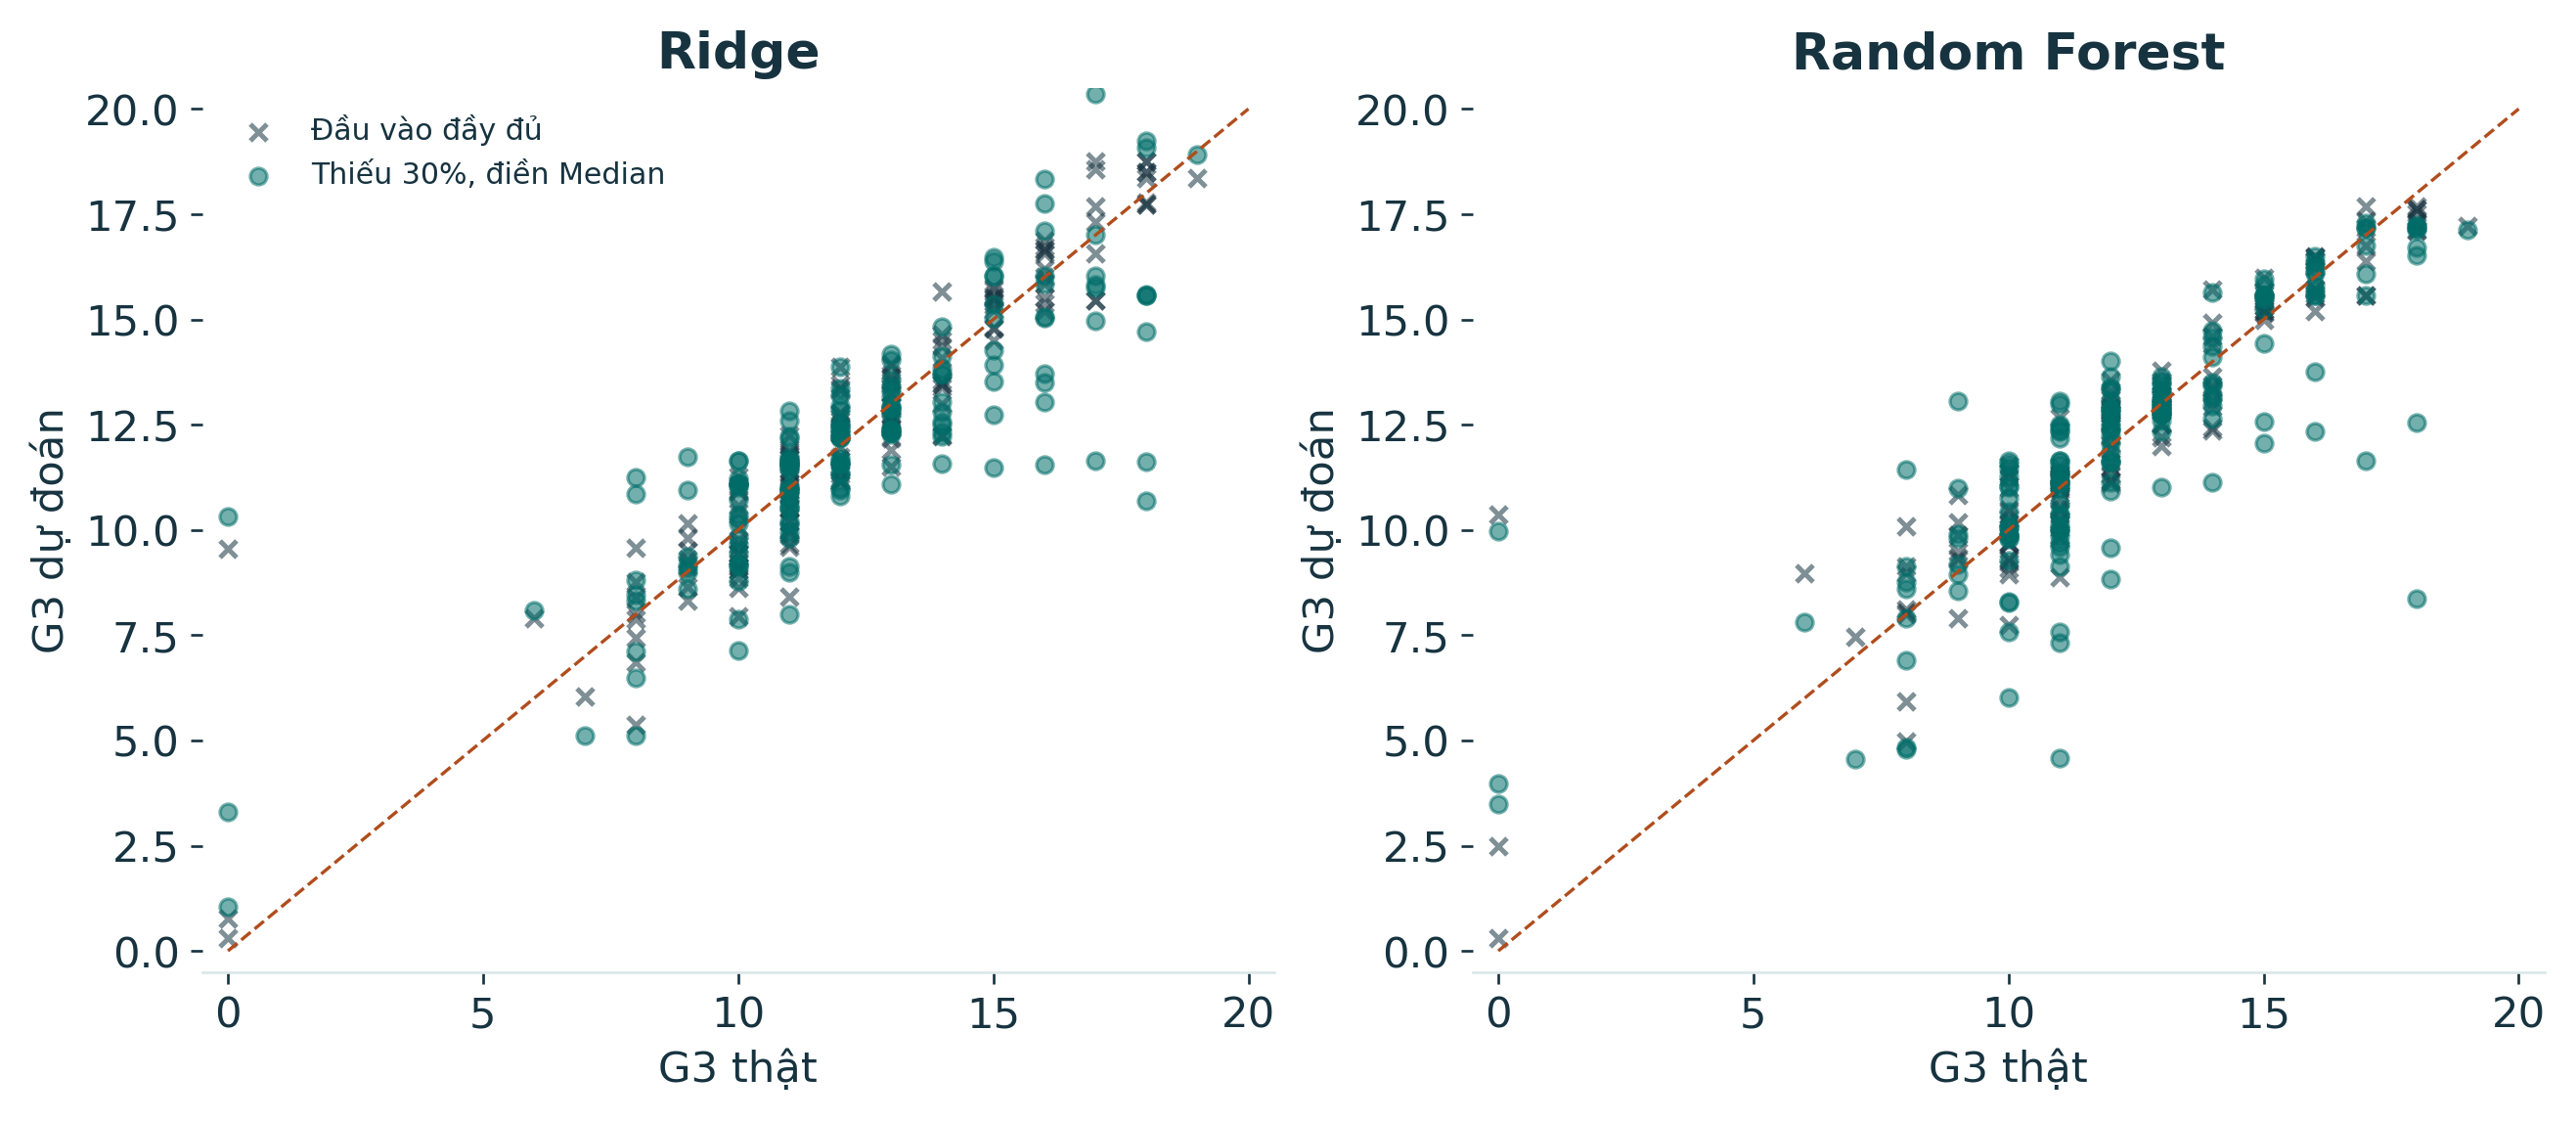 Ridge
Đầu vào đầy đủ
Thiếu 30%, điền Median
20.0
17.5
15.0
12.5
10.0
7.5
5.0
2.5
0.0
G3 dự đoán
0 5 10 15 20
G3 thật
Random Forest
20.0
17.5
15.0
12.5
10.0
7.5
5.0
2.5
0.0
G3 dự đoán
0 5 10 15 20
G3 thật